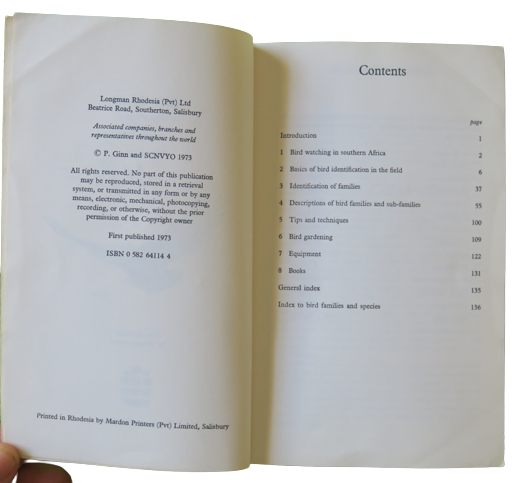 Longman Rhodesia (Pvt) Ltd
Beatrice Road, Southerton, Salisbury
Associated companies, branches and
representatives throughout the world
© P. Ginn and SCNVYO 1973
All rights reserved. No part of this publication
may be reproduced, stored in a retrieval
system, or transmitted in any form or by any
means, electronic, mechanical, photocopying,
recording, or otherwise, without the prior
permission of the Copyright owner
First published 1973
ISBN 0 582 64114 4
Printed in Rhodesia by Mardon Printers (Pvt) Limited, Salisbury
Contents
page
Introduction 1
1 Bird watching in southern Africa 2
2 Basics of bird identification in the field 6
3 Identification of families 37
4 Descriptions of bird families and sub-families 55
5 Tips and techniques 100
6 Bird gardening 109
7 Equipment 122
8 Books 131
General index 135
Index to bird families and species 136